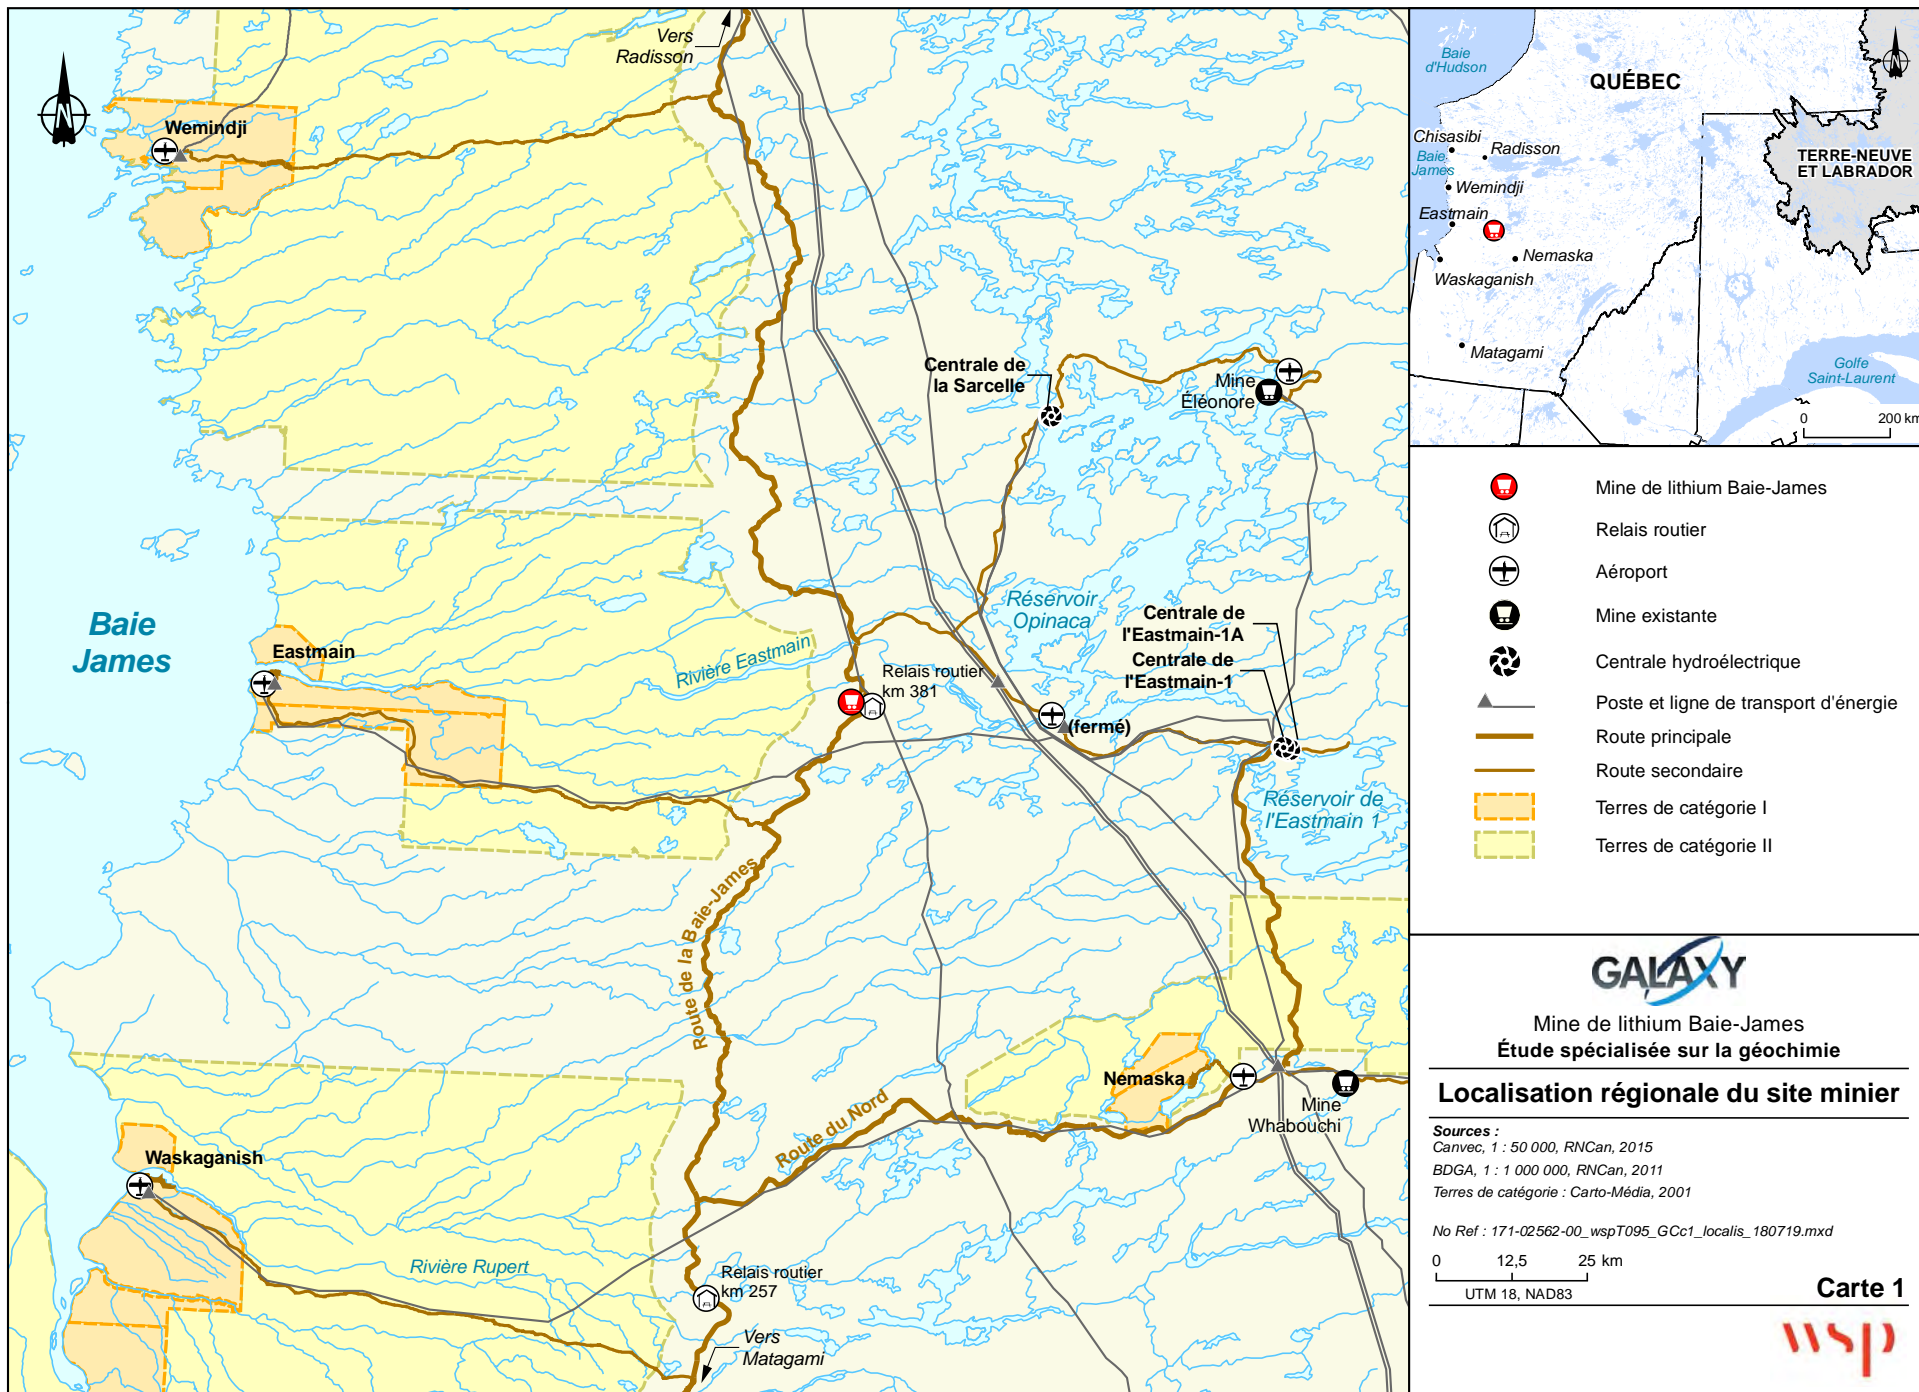 Vers
Radisson
N
Wemindji
Centrale de
la Sarcelle
Mine
Éléonore
Baie
James
Eastmain
Rivière Eastmain
Réservoir
Opinaca
Relais routier
km 381
Centrale de
l'Eastmain-1A
Centrale de
l'Eastmain-1
(fermé)
Réservoir de
l'Eastmain 1
Route de la Baie-James
Nemaska
Mine
Whabouchi
Route du Nord
Waskaganish
Rivière Rupert
Relais routier
km 257
Vers
Matagami
Baie
d'Hudson
QUÉBEC
N
Chisasibi
Baie
James
Radisson
Wemindji
TERRE-NEUVE
ET LABRADOR
Eastmain
Nemaska
Waskaganish
Matagami
Golfe
Saint-Laurent
0 200 km
Mine de lithium Baie-James
Relais routier
Aéroport
Mine existante
Centrale hydroélectrique
Poste et ligne de transport d'énergie
Route principale
Route secondaire
Terres de catégorie I
Terres de catégorie II
GALAXY
Mine de lithium Baie-James
Étude spécialisée sur la géochimie
Localisation régionale du site minier
Sources :
Canvec, 1 : 50 000, RNCan, 2015
BDGA, 1 : 1 000 000, RNCan, 2011
Terres de catégorie : Carto-Média, 2001
No Ref : 171-02562-00_wspT095_GCc1_localis_180719.mxd
0 12,5 25 km
UTM 18, NAD83
Carte 1
wsp